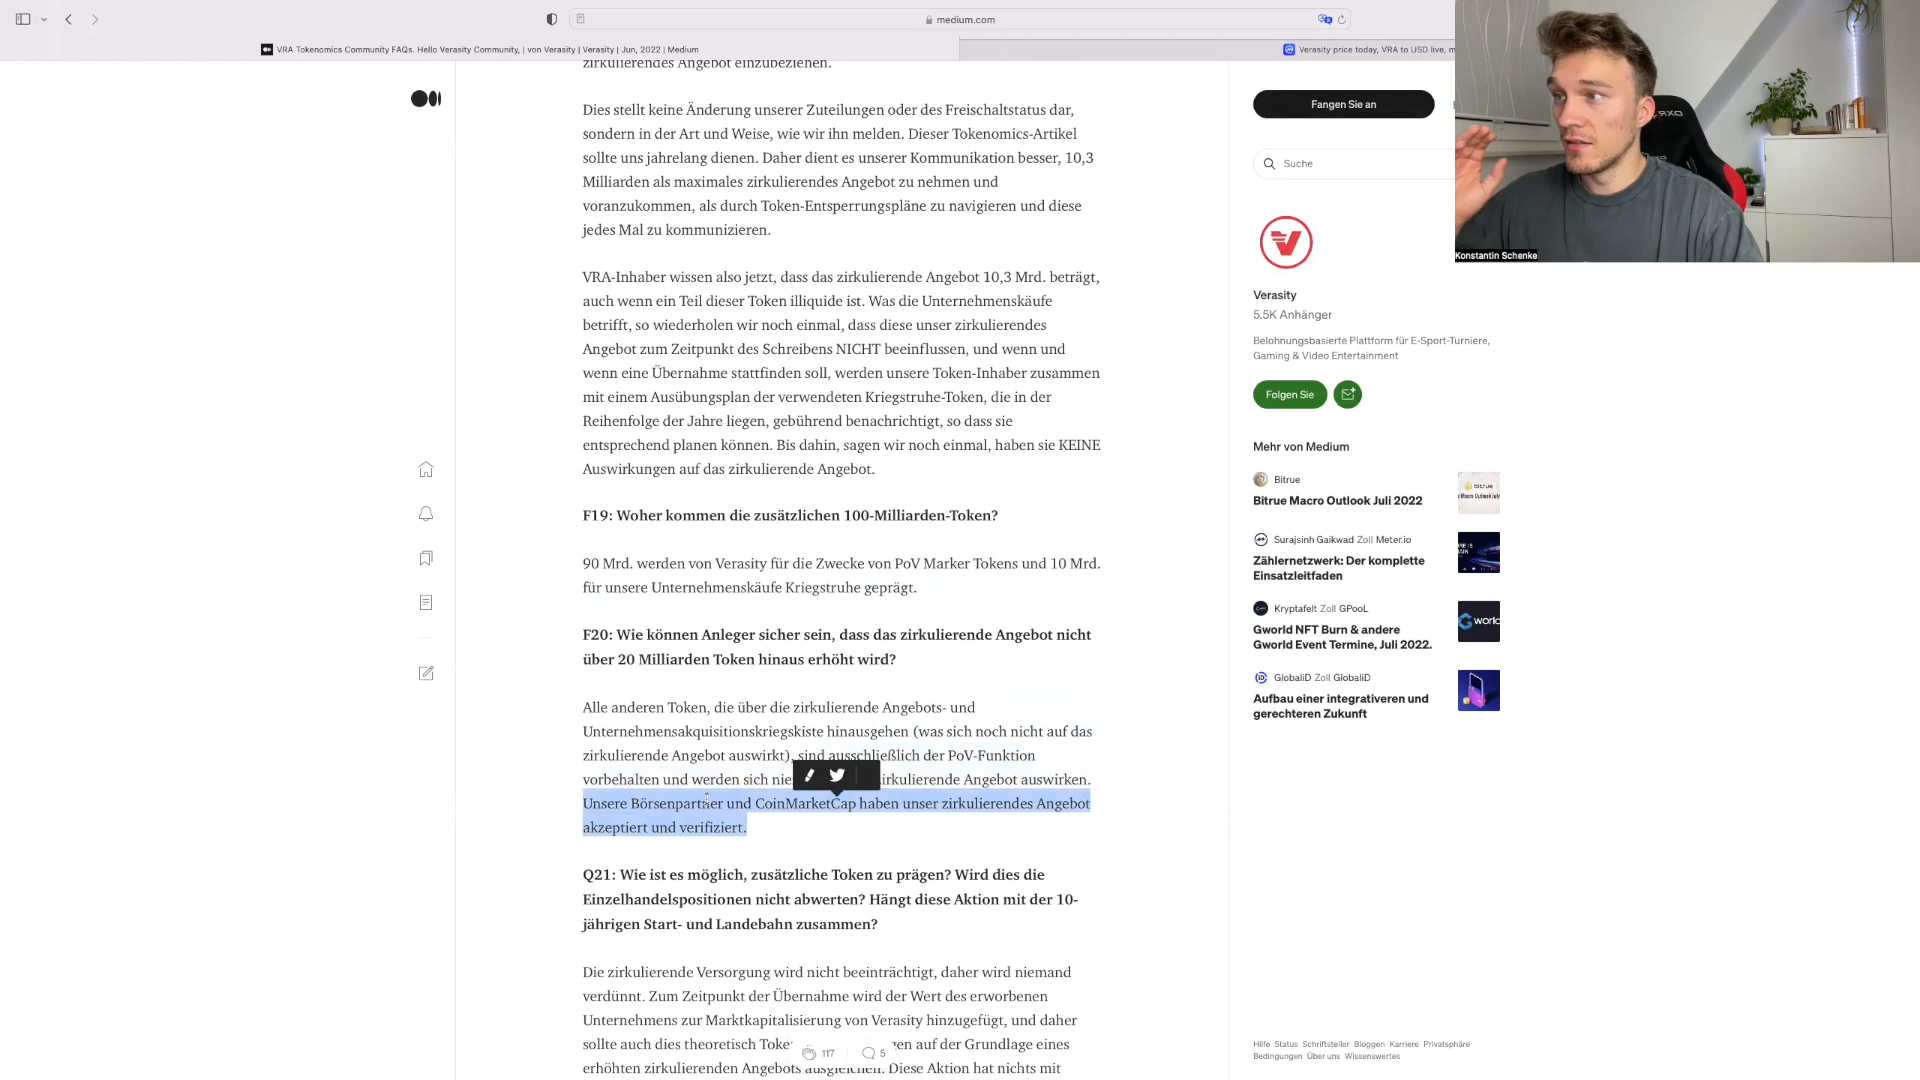 medium.com
VRA Tokenomics Community FAQs. Hello Verasity Community, | von Verasity | Verasity | Jun, 2022 | Medium
Verasity price today, VRA to USD live, m
zirkulierendes Angebot einzubeziehen.
Dies stellt keine Änderung unserer Zuteilungen oder des Freischaltstatus dar,
sondern in der Art und Weise, wie wir ihn melden. Dieser Tokenomics-Artikel
sollte uns jahrelang dienen. Daher dient es unserer Kommunikation besser, 10,3
Milliarden als maximales zirkulierendes Angebot zu nehmen und
voranzukommen, als durch Token-Entsperrungspläne zu navigieren und diese
jedes Mal zu kommunizieren.
VRA-Inhaber wissen also jetzt, dass das zirkulierende Angebot 10,3 Mrd. beträgt,
auch wenn ein Teil dieser Token illiquide ist. Was die Unternehmenskäufe
betrifft, so wiederholen wir noch einmal, dass diese unser zirkulierendes
Angebot zum Zeitpunkt des Schreibens NICHT beeinflussen, und wenn und
wenn eine Übernahme stattfinden soll, werden unsere Token-Inhaber zusammen
mit einem Ausübungsplan der verwendeten Kriegstruhe-Token, die in der
Reihenfolge der Jahre liegen, gebührend benachrichtigt, so dass sie
entsprechend planen können. Bis dahin, sagen wir noch einmal, haben sie KEINE
Auswirkungen auf das zirkulierende Angebot.
F19: Woher kommen die zusätzlichen 100-Milliarden-Token?
90 Mrd. werden von Verasity für die Zwecke von PoV Marker Tokens und 10 Mrd.
für unsere Unternehmenskäufe Kriegstruhe geprägt.
F20: Wie können Anleger sicher sein, dass das zirkulierende Angebot nicht
über 20 Milliarden Token hinaus erhöht wird?
Alle anderen Token, die über die zirkulierende Angebots- und
Unternehmensakquisitionskriegskiste hinausgehen (was sich noch nicht auf das
zirkulierende Angebot auswirkt), sind ausschließlich der PoV-Funktion
vorbehalten und werden sich nie zirkulierende Angebot auswirken.
Unsere Börsenpartner und CoinMarketCap haben unser zirkulierendes Angebot
akzeptiert und verifiziert.
Q21: Wie ist es möglich, zusätzliche Token zu prägen? Wird dies die
Einzelhandelspositionen nicht abwerten? Hängt diese Aktion mit der 10-
jährigen Start- und Landebahn zusammen?
Die zirkulierende Versorgung wird nicht beeinträchtigt, daher wird niemand
verdünnt. Zum Zeitpunkt der Übernahme wird der Wert des erworbenen
Unternehmens zur Marktkapitalisierung von Verasity hinzugefügt, und daher
sollte auch dies theoretisch Toke gen auf der Grundlage eines
erhöhten zirkulierenden Angebots ausgleichen. Diese Aktion hat nichts mit
117
5
Fangen Sie an
Suche
Verasity
5.5K Anhänger
Belohnungsbasierte Plattform für E-Sport-Turniere,
Gaming & Video Entertainment
Folgen Sie
Mehr von Medium
Bitrue
Bitrue Macro Outlook Juli 2022
bitrue
Surajsinh Gaikwad Zoll Meter.io
Zählernetzwerk: Der komplette
Einsatzleitfaden
Kryptafelt Zoll GPooL
Gworld NFT Burn & andere
Gworld Event Termine, Juli 2022.
GlobaliD Zoll GlobaliD
Aufbau einer integrativeren und
gerechteren Zukunft
Hilfe Status Schriftsteller Bloggen Karriere Privatsphäre
Bedingungen Über uns Wissenswertes
Konstantin Schenke